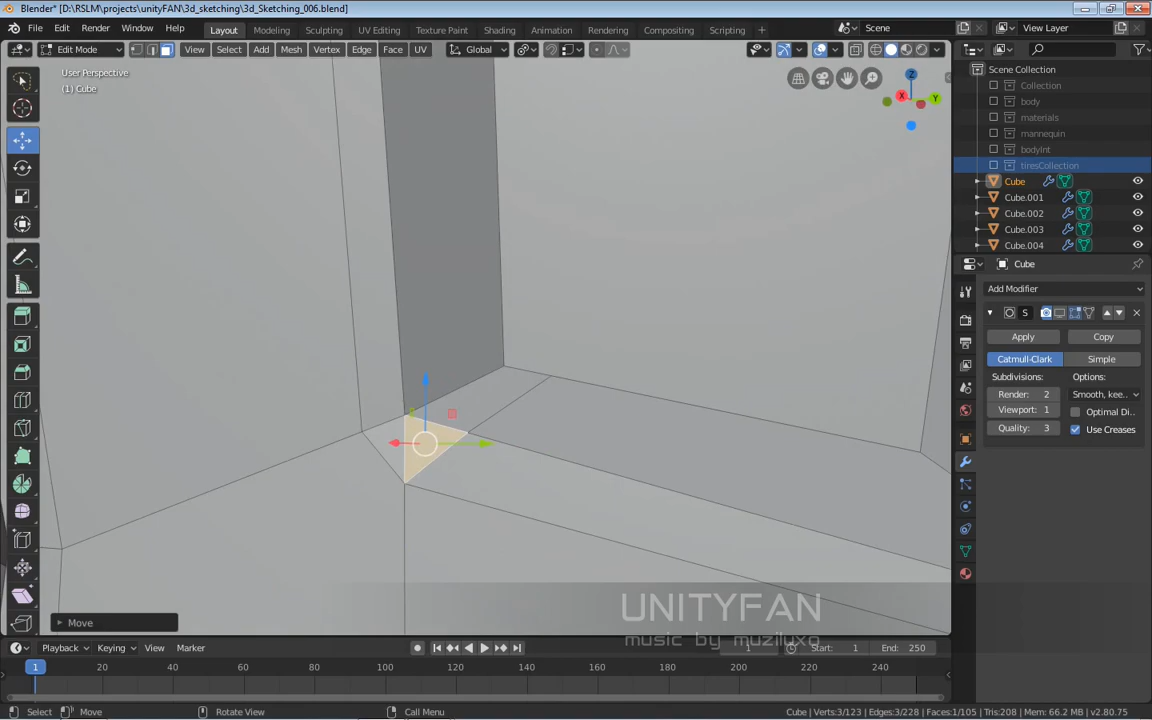 Blender* [D:\RSLM\projects\unityFAN\3d_sketching\3d_Sketching_006.blend]
File Edit Render Window Help Layout Modeling Sculpting UV Editing Texture Paint Shading Animation Rendering Compositing Scripting Scene View Layer
Edit Mode View Select Add Mesh Vertex Edge Face UV Global
User Perspective
(1) Cube
Z
X
Y
Scene Collection
Collection
body
materials
mannequin
bodyInt
tiresCollection
Cube
Cube.001
Cube.002
Cube.003
Cube.004
Cube
Add Modifier
S
Apply Copy
Catmull-Clark Simple
Subdivisions: Options:
Render: 2 Smooth, kee..
Viewport: 1 Optimal Di..
Quality: 3 Use Creases
UNITYFAN
music by muziluxo
Move
Playback Keying View Marker 1 Start: 1 End: 250
1 20 40 60 80 100 120 140 160 180 200 220 240
Select Move Rotate View Call Menu Cube | Verts:3/123 | Edges:3/228 | Faces:1/105 | Tris:208 | Mem: 66.2 MB | v2.80.75